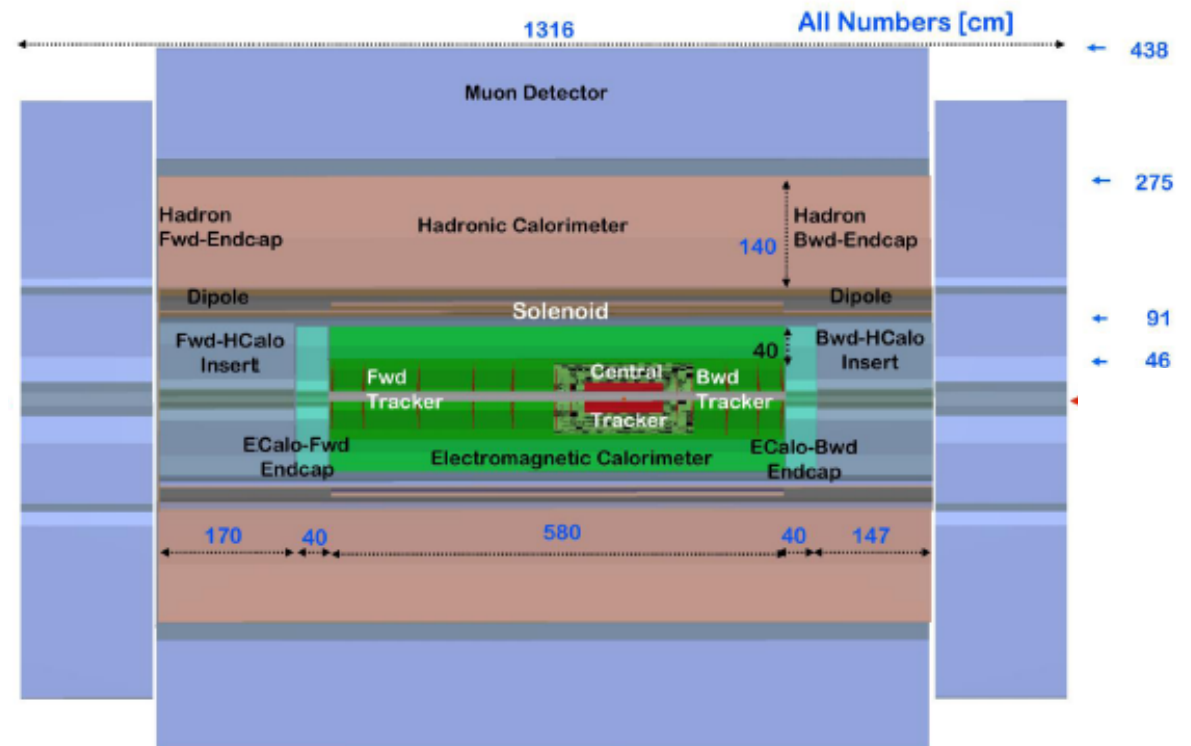 All Numbers [cm]
1316
438
Muon Detector
275
Hadron
Fwd-Endcap
Hadronic Calorimeter
Hadron
Bwd-Endcap
140
Dipole
Solenoid
Dipole
91
Fwd-HCalo
Insert
40
Bwd-HCalo
Insert
46
Fwd
Tracker
Central
Tracker
Bwd
Tracker
ECalo-Fwd
Endcap
Electromagnetic Calorimeter
ECalo-Bwd
Endcap
170
40
580
40
147